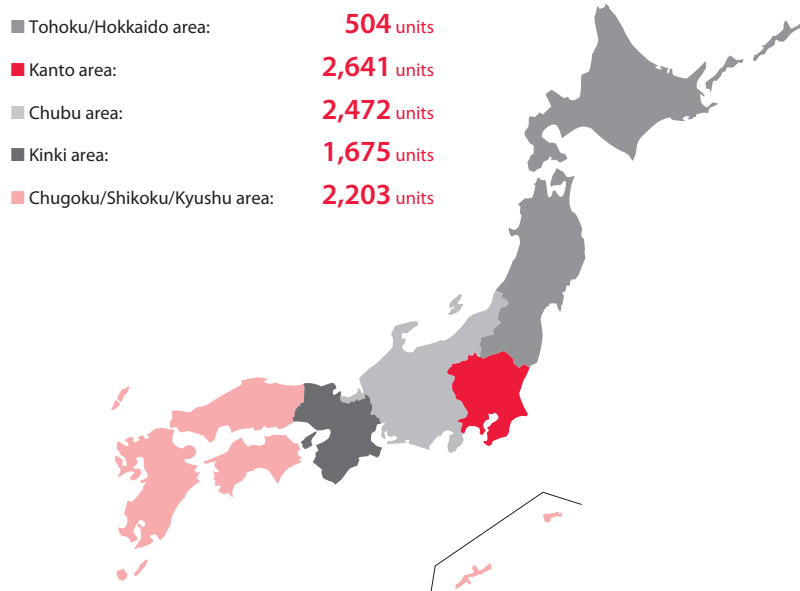 Tohoku/Hokkaido area: 504 units
Kanto area: 2,641 units
Chubu area: 2,472 units
Kinki area: 1,675 units
Chugoku/Shikoku/Kyushu area: 2,203 units